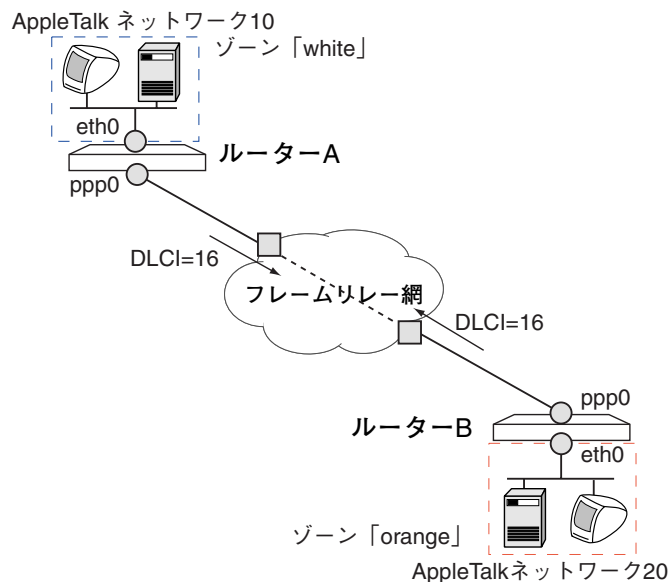 AppleTalk ネットワーク10
ゾーン「white」
eth0
ルーターA
ppp0
DLCI=16
フレームリレー網
DLCI=16
ppp0
ルーターB
eth0
ゾーン「orange」
AppleTalkネットワーク20